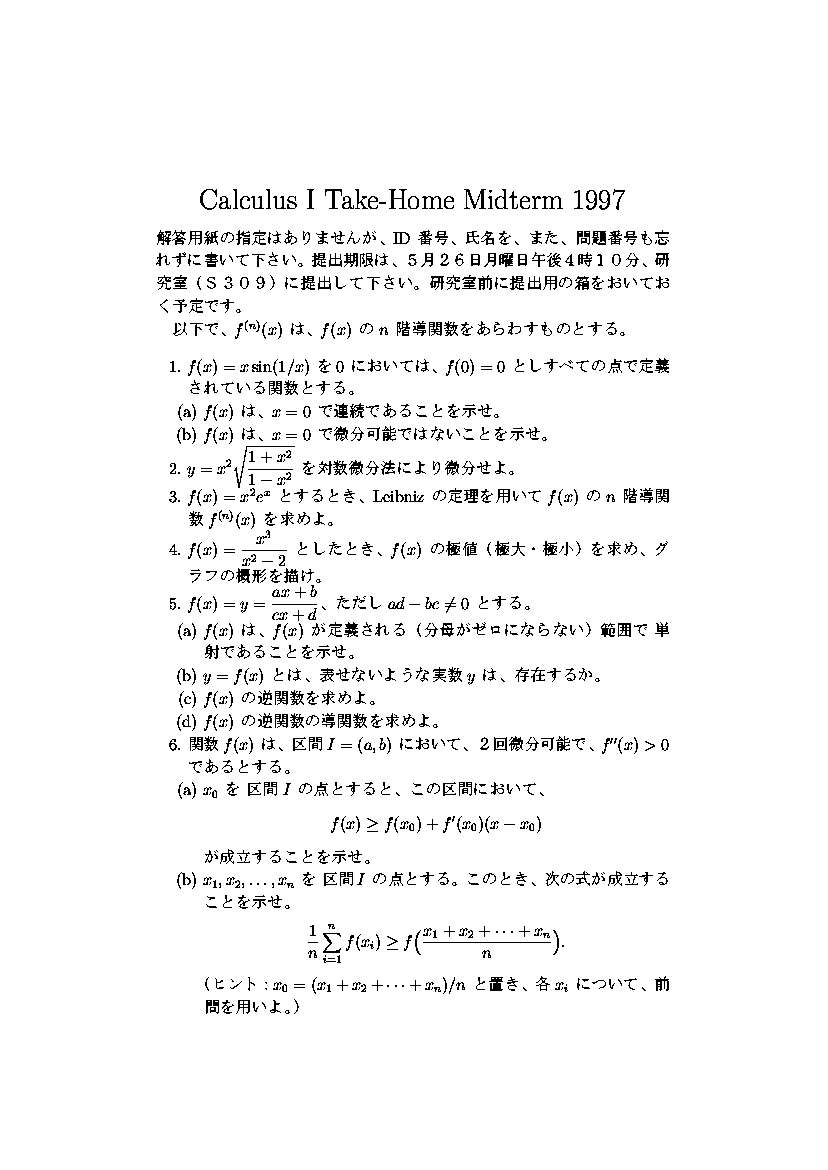 Calculus I Take-Home Midterm 1997
解答用紙の指定はありませんが、ID 番号、氏名を、また、問題番号も忘
れずに書いて下さい。提出期限は、5月26日月曜日午後4時10分、研
究室(S309)に提出して下さい。研究室前に提出用の箱をおいてお
く予定です。
以下で、f^{(n)}(x) は、f(x) の n 階導関数をあらわすものとする。
1. f(x) = x sin(1/x) を 0 においては、f(0) = 0 としすべての点で定義
されている関数とする。
(a) f(x) は、x = 0 で連続であることを示せ。
(b) f(x) は、x = 0 で微分可能ではないことを示せ。
2. y = x^2 \sqrt{\frac{1 + x^2}{1 − x^2}} を対数微分法により微分せよ。
3. f(x) = x^2e^x とするとき、Leibniz の定理を用いて f(x) の n 階導関
数 f^{(n)}(x) を求めよ。
4. f(x) = \frac{x^3}{x^2 − 2} としたとき、f(x) の極値(極大・極小)を求め、グ
ラフの概形を描け。
5. f(x) = y = \frac{ax + b}{cx + d}、ただし ad − bc ≠ 0 とする。
(a) f(x) は、f(x) が定義される(分母がゼロにならない)範囲で 単
射であることを示せ。
(b) y = f(x) とは、表せないような実数 y は、存在するか。
(c) f(x) の逆関数を求めよ。
(d) f(x) の逆関数の導関数を求めよ。
6. 関数 f(x) は、区間 I = (a, b) において、2回微分可能で、f''(x) > 0
であるとする。
(a) x_0 を 区間 I の点とすると、この区間において、
f(x) ≥ f(x_0) + f'(x_0)(x − x_0)
が成立することを示せ。
(b) x_1, x_2, ..., x_n を 区間 I の点とする。このとき、次の式が成立する
ことを示せ。
\frac{1}{n} \sum_{i=1}^{n} f(x_i) ≥ f(\frac{x_1 + x_2 + ··· + x_n}{n}).
(ヒント:x_0 = (x_1 + x_2 + ··· + x_n)/n と置き、各 x_i について、前
問を用いよ。)